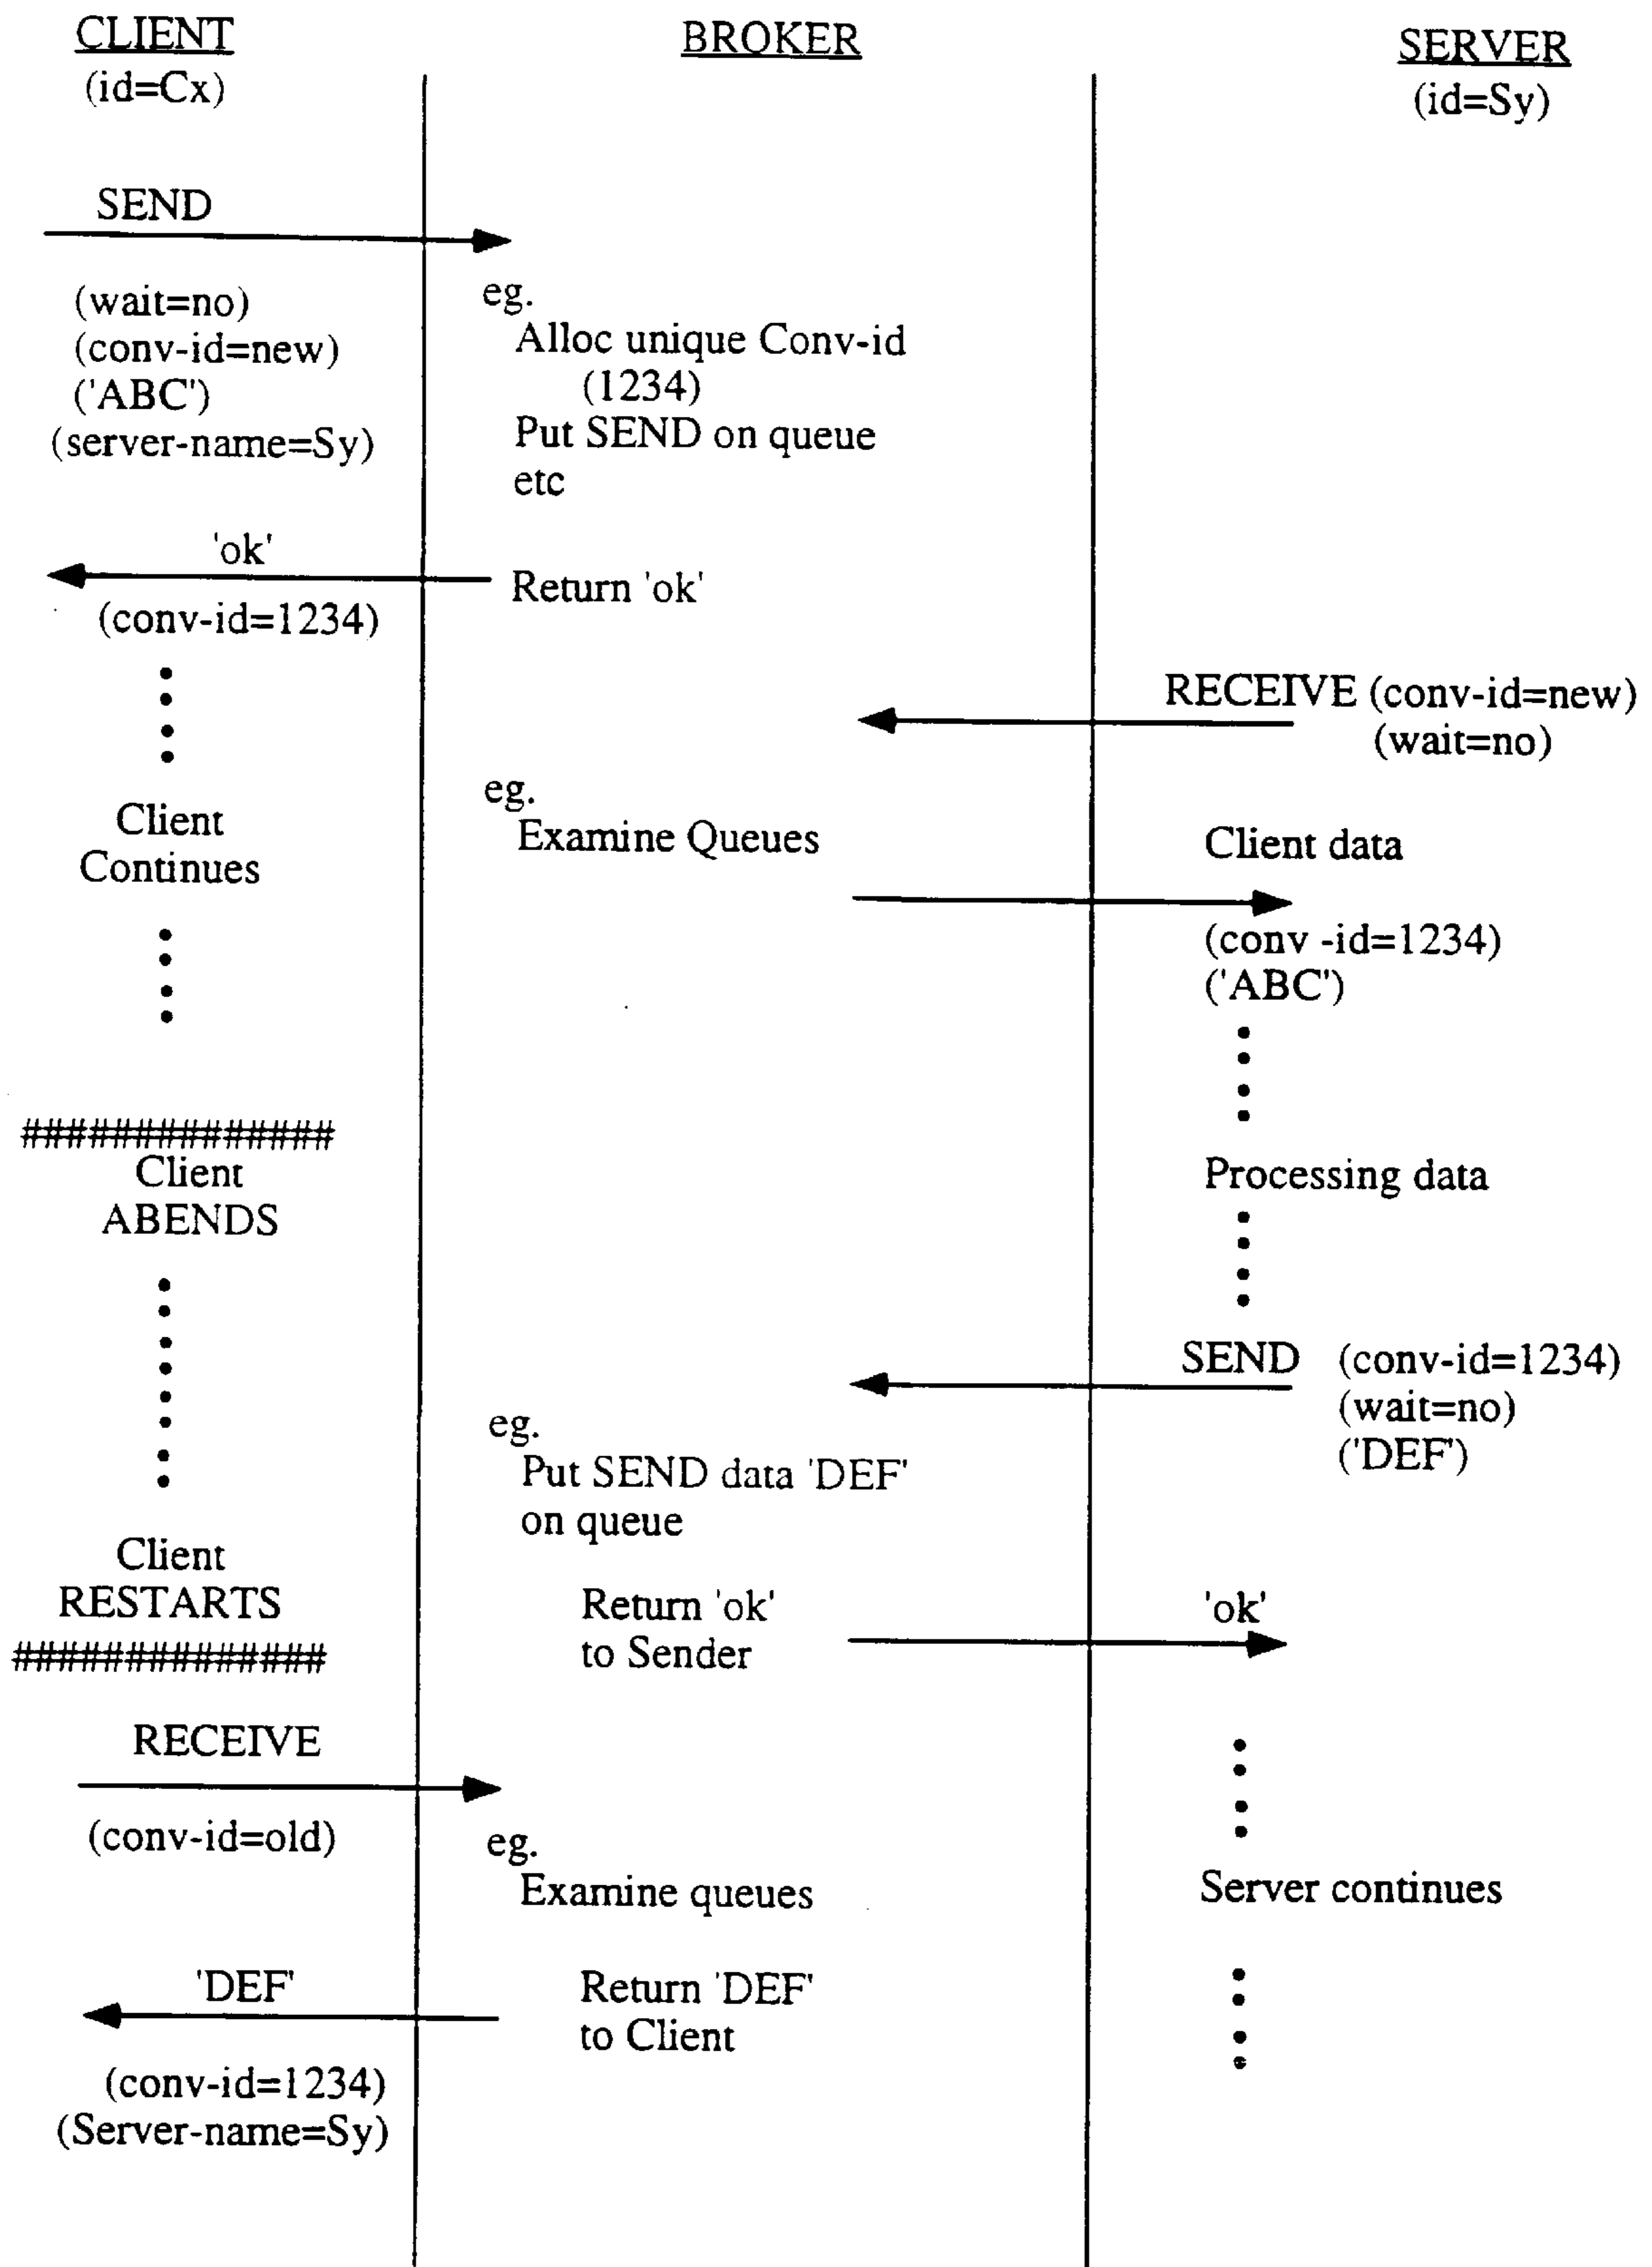 CLIENT
(id=Cx)
BROKER
SERVER
(id=Sy)
SEND
(wait=no)
(conv-id=new)
('ABC')
(server-name=Sy)
eg.
Alloc unique Conv-id
(1234)
Put SEND on queue
etc
'ok'
(conv-id=1234)
Return 'ok'
RECEIVE (conv-id=new)
(wait=no)
Client
Continues
eg.
Examine Queues
Client data
(conv -id=1234)
('ABC')
##############
Client
ABENDS
Processing data
SEND (conv-id=1234)
(wait=no)
('DEF')
eg.
Put SEND data 'DEF'
on queue
Client
RESTARTS
##############
Return 'ok'
to Sender
'ok'
RECEIVE
(conv-id=old)
eg.
Examine queues
Server continues
'DEF'
(conv-id=1234)
(Server-name=Sy)
Return 'DEF'
to Client